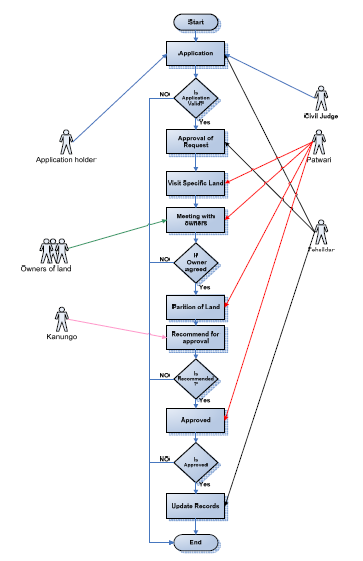 Start
Application
NO
Is
Application
Valid?
Yes
Civil Judge
Approval of
Request
Application holder
Patwari
Visit Specific Land
Meeting with
owners
Tehsildar
NO
If
Owner
agreed
Owners of land
Yes
Parition of Land
Kanungo
Recommend for
approval
NO
Is
Recommended
?
Yes
Approved
NO
Is
Approved
Yes
Update Records
End